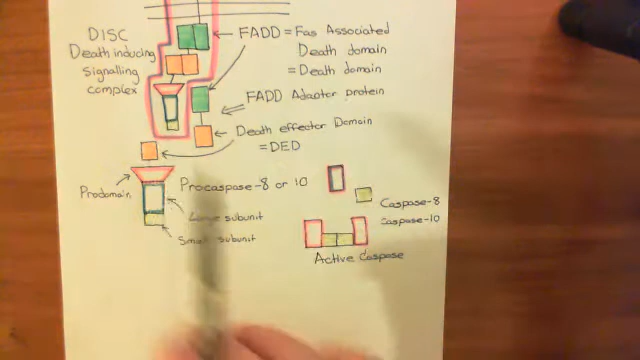 DISC
Death inducing
signalling
complex
FADD = Fas Associated
Death domain
= Death domain
FADD Adaptor protein
Death effector Domain
= DED
Prodomain
Procaspase-8 or 10
Large subunit
Small subunit
Caspase-8
Caspase-10
Active Caspase